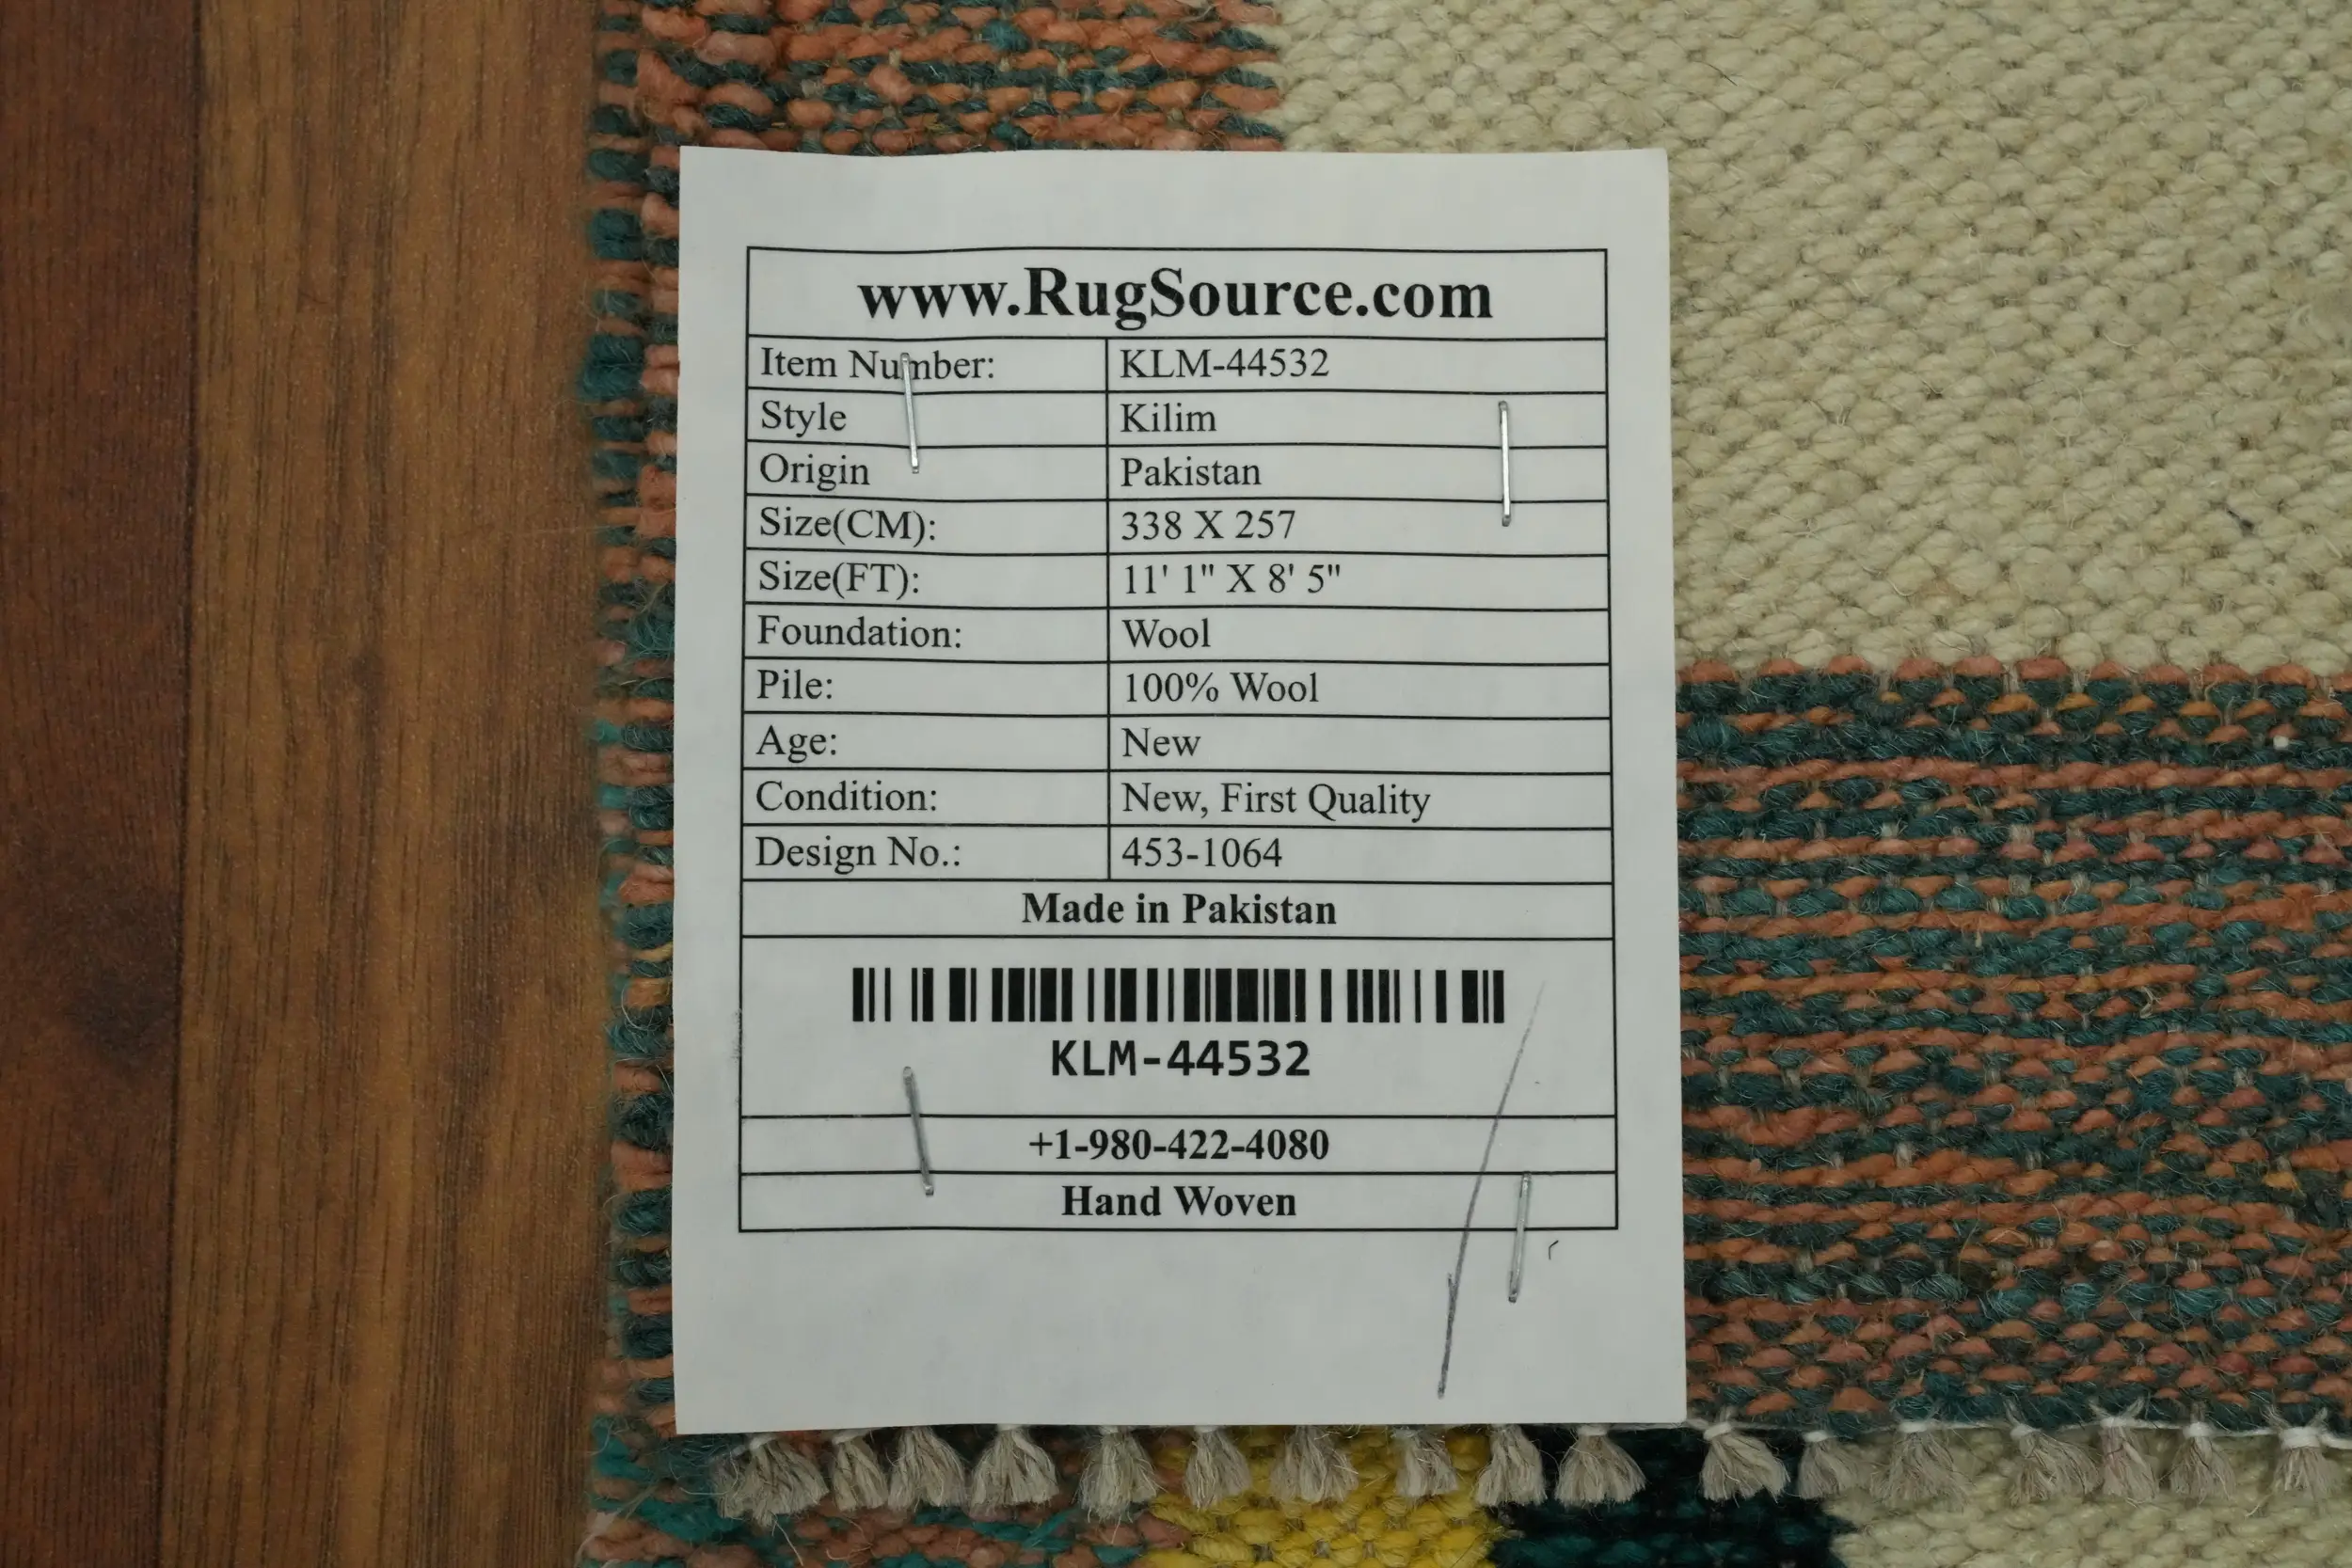 www.RugSource.com
Item Number: KLM-44532
Style Kilim
Origin Pakistan
Size(CM): 338 X 257
Size(FT): 11' 1" X 8' 5"
Foundation: Wool
Pile: 100% Wool
Age: New
Condition: New, First Quality
Design No.: 453-1064
Made in Pakistan
KLM-44532
+1-980-422-4080
Hand Woven